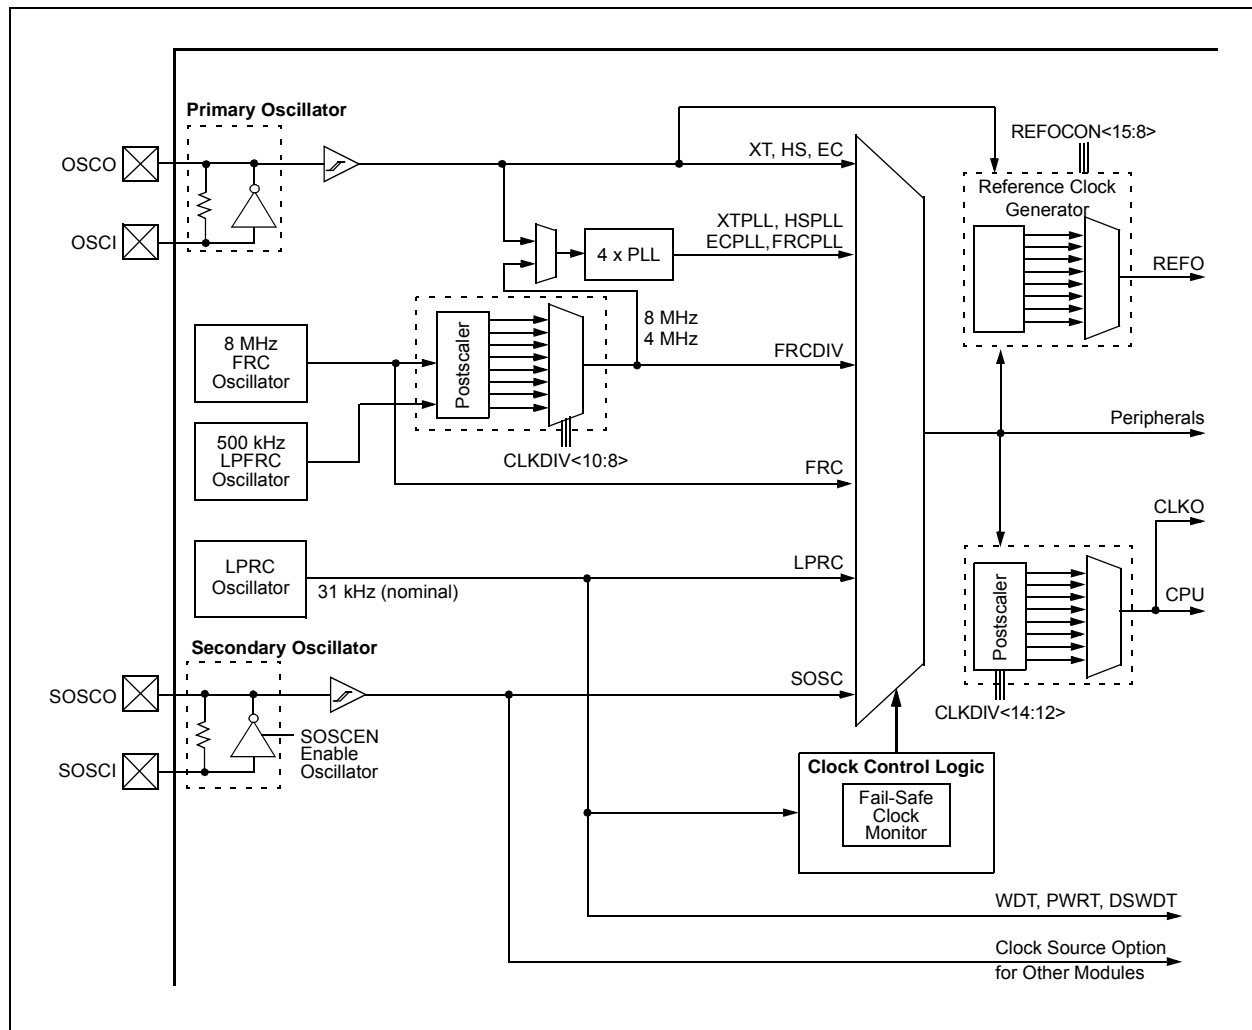 Primary Oscillator
OSCO
OSCI
XT, HS, EC
REFOCON<15:8>
Reference Clock
Generator
REFO
XTPLL, HSPLL
ECPLL,FRCPLL
4 x PLL
8 MHz
4 MHz
8 MHz
FRC
Oscillator
500 kHz
LPFRC
Oscillator
Postscaler
CLKDIV<10:8>
FRCDIV
FRC
Peripherals
LPRC
Oscillator
31 kHz (nominal)
LPRC
CLKO
CPU
Postscaler
CLKDIV<14:12>
Secondary Oscillator
SOSCO
SOSCI
SOSCEN
Enable
Oscillator
SOSC
Clock Control Logic
Fail-Safe
Clock
Monitor
WDT, PWRT, DSWDT
Clock Source Option
for Other Modules